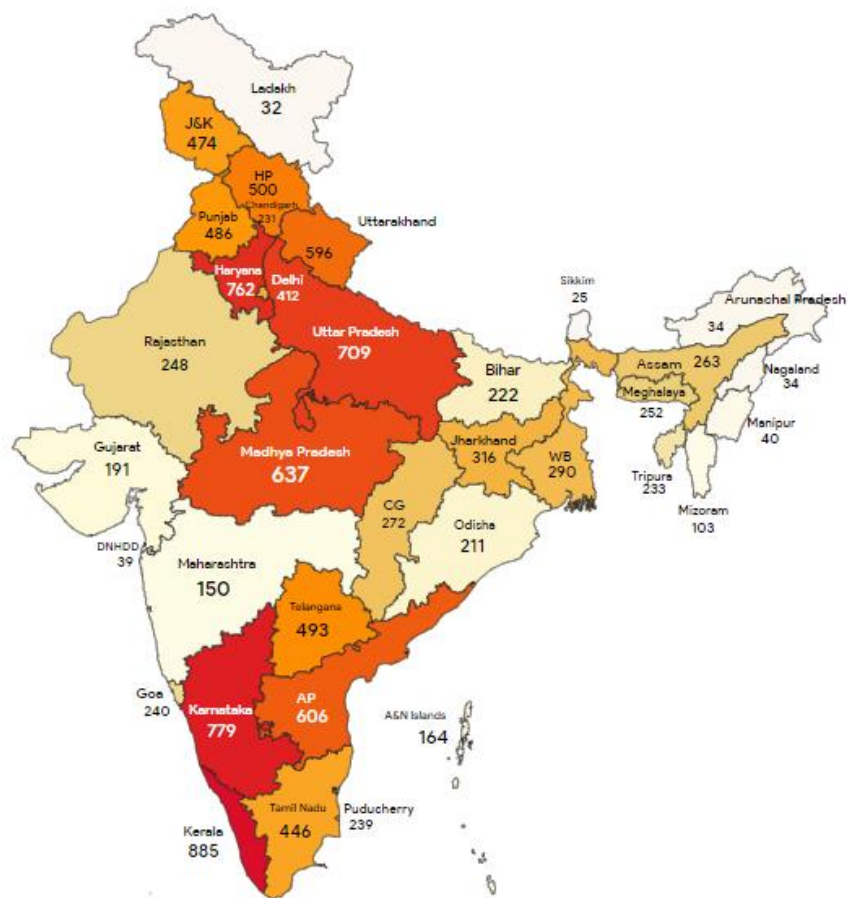 Ladakh
32
J&K
474
HP
500
Chandigarh
231
Punjab
486
Uttarakhand
596
Haryana
762
Delhi
412
Sikkim
25
Arunachal Pradesh
34
Uttar Pradesh
709
Rajasthan
248
Bihar
222
Assam
263
Nagaland
34
Meghalaya
252
Manipur
40
Gujarat
191
Madhya Pradesh
637
Jharkhand
316
WB
290
Tripura
233
Mizoram
103
CG
272
Odisha
211
DNHDD
39
Maharashtra
150
Telangana
493
Goa
240
Karnataka
779
AP
606
A&N Islands
164
Tamil Nadu
446
Puducherry
239
Kerala
885